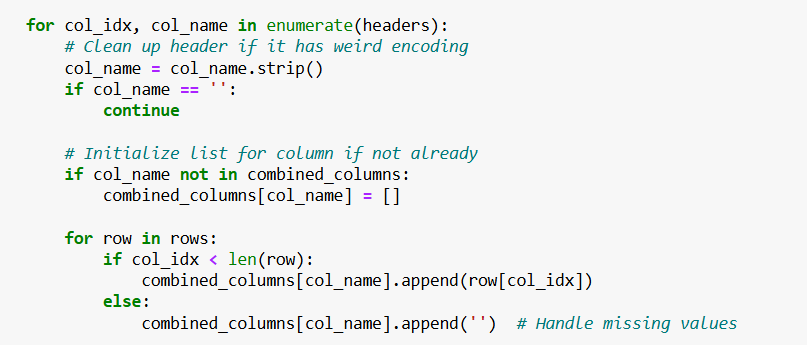 for col_idx, col_name in enumerate(headers):
    # Clean up header if it has weird encoding
    col_name = col_name.strip()
    if col_name == '':
        continue

    # Initialize list for column if not already
    if col_name not in combined_columns:
        combined_columns[col_name] = []

    for row in rows:
        if col_idx < len(row):
            combined_columns[col_name].append(row[col_idx])
        else:
            combined_columns[col_name].append('')  # Handle missing values